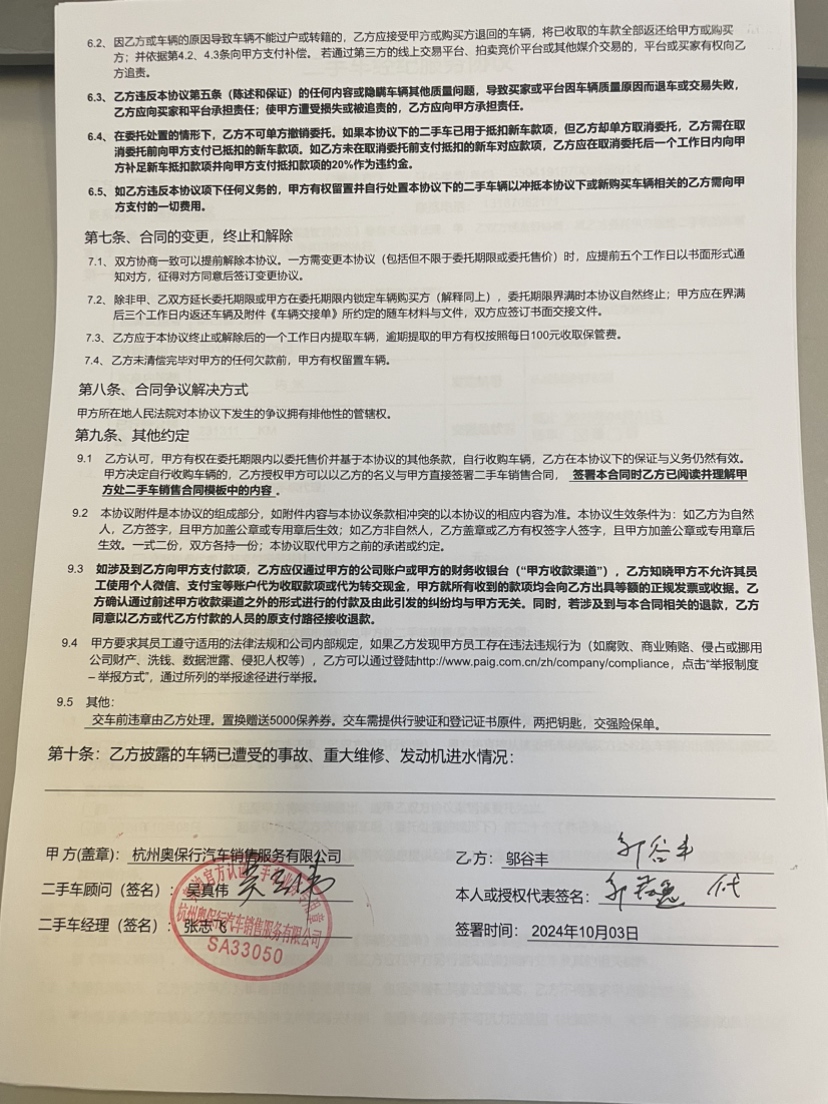 6.2、因乙方或车辆的原因导致车辆不能过户或转籍的，乙方应接受甲方或购买方退回的车辆，将已收取的车款全部返还给甲方或购买
方；并依据第4.2、4.3条向甲方支付补偿。若通过第三方的线上交易平台、拍卖竞价平台或其他媒介交易的，平台或买家有权向乙
方追责。
6.3、乙方违反本协议第五条（陈述和保证）的任何内容或隐瞒车辆其他质量问题，导致买家或平台因车辆质量原因而退车或交易失败，
乙方应向买家和平台承担责任；使甲方遭受损失或被追责的，乙方应向甲方承担责任。
6.4、在委托处置的情形下，乙方不可单方撤销委托。如果本协议下的二手车已用于抵扣新车款项，但乙方却单方取消委托，乙方需在取
消委托前向甲方支付已抵扣的新车款项。如乙方未在取消委托前支付抵扣的新车对应款项，乙方应在取消委托后一个工作日内向甲
方补足新车抵扣款项并向甲方支付抵扣款项的20%作为违约金。
6.5、如乙方违反本协议项下任何义务的，甲方有权留置并自行处置本协议下的二手车辆以冲抵本协议下或新购买车辆相关的乙方需向甲
方支付的一切费用。
第七条、合同的变更，终止和解除
7.1、双方协商一致可以提前解除本协议。一方需变更本协议（包括但不限于委托期限或委托售价）时，应提前五个工作日以书面形式通
知对方，征得对方同意后签订变更协议。
7.2、除非甲、乙双方延长委托期限或甲方在委托期限内锁定车辆购买方（解释同上），委托期限界满时本协议自然终止；甲方应在界满
后三个工作日内返还车辆及附件《车辆交接单》所约定的随车材料与文件，双方应签订书面交接文件。
7.3、乙方应于本协议终止或解除后的一个工作日内提取车辆，逾期提取的甲方有权按照每日100元收取保管费。
7.4、乙方未清偿完毕对甲方的任何欠款前，甲方有权留置车辆。
第八条、合同争议解决方式
甲方所在地人民法院对本协议下发生的争议拥有排他性的管辖权。
第九条、其他约定
9.1 乙方认可，甲方有权在委托期限内以委托售价并基于本协议的其他条款，自行收购车辆，乙方在本协议下的保证与义务仍然有效。
甲方决定自行收购车辆的，乙方授权甲方可以以乙方的名义与甲方直接签署二手车销售合同，签署本合同时乙方已阅读并理解甲
方处二手车销售合同模板中的内容。
9.2 本协议附件是本协议的组成部分，如附件内容与本协议条款相冲突的以本协议的相应内容为准。本协议生效条件为：如乙方为自然
人，乙方签字，且甲方加盖公章或专用章后生效；如乙方非自然人，乙方盖章或乙方有权签字人签字，且甲方加盖公章或专用章后
生效。一式二份，双方各持一份；本协议取代甲方之前的承诺或约定。
9.3 如涉及到乙方向甲方支付款项，乙方应仅通过甲方的公司账户或甲方的财务收银台（“甲方收款渠道”），乙方知晓甲方不允许其员
工使用个人微信、支付宝等账户代为收取款项或代为转交现金，甲方就所有收到的款项均会向乙方出具等额的正规发票或收据。乙
方确认通过前述甲方收款渠道之外的形式进行的付款及由此引发的纠纷均与甲方无关。同时，若涉及到与本合同相关的退款，乙方
同意以乙方或代乙方付款的人员的原支付路径接收退款。
9.4 甲方要求其员工遵守适用的法律法规和公司内部规定，如果乙方发现甲方员工存在违法违规行为（如腐败、商业贿赂、侵占或挪用
公司财产、洗钱、数据泄露、侵犯人权等），乙方可以通过登陆http://www.paig.com.cn/zh/company/compliance，点击“举报制度
–举报方式”，通过所列的举报途径进行举报。
9.5 其他：
交车前违章由乙方处理。置换赠送5000保养券。交车需提供行驶证和登记证书原件，两把钥匙，交强险保单。
第十条：乙方披露的车辆已遭受的事故、重大维修、发动机进水情况：
甲方(盖章)：杭州奥保行汽车销售服务有限公司
乙方：邬谷丰 邬谷丰
二手车顾问（签名）：吴真伟 吴真伟
本人或授权代表签名： 代
二手车经理（签名）：张志飞
签署时间：2024年10月03日
杭州奥保行汽车销售服务有限公司
SA33050